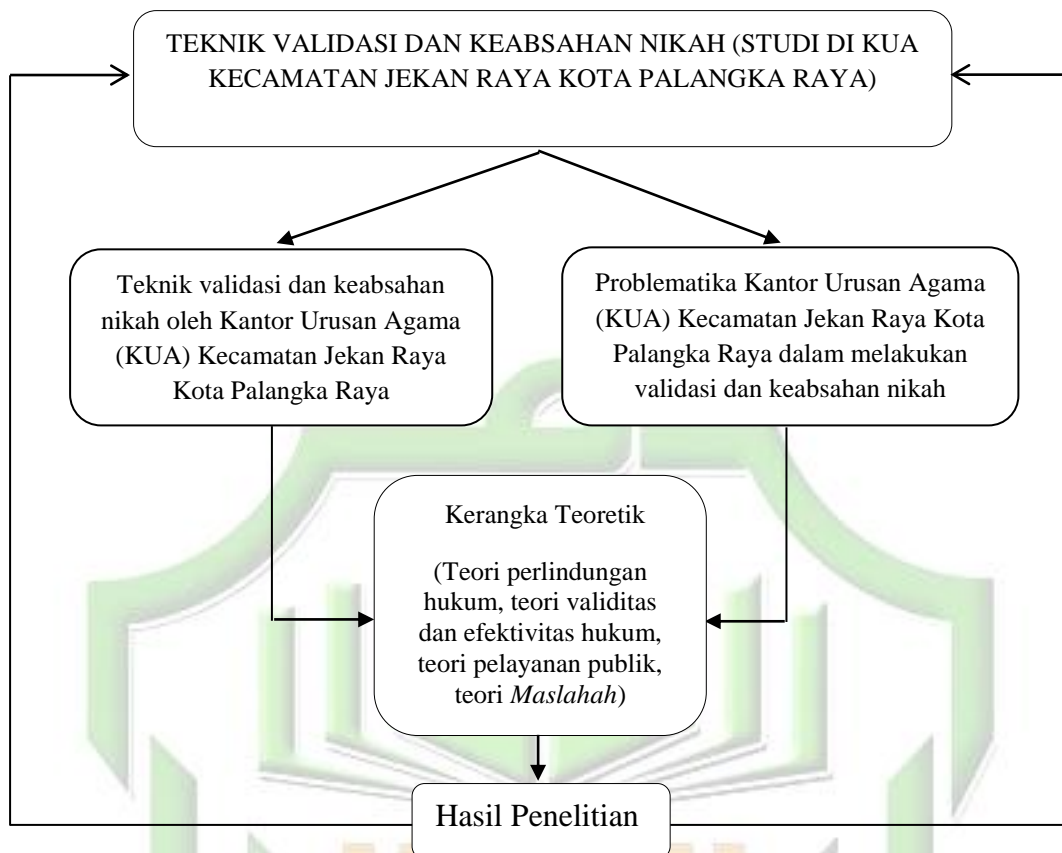 TEKNIK VALIDASI DAN KEABSAHAN NIKAH (STUDI DI KUA
KECAMATAN JEKAN RAYA KOTA PALANGKA RAYA)
Teknik validasi dan keabsahan
nikah oleh Kantor Urusan Agama
(KUA) Kecamatan Jekan Raya
Kota Palangka Raya
Problematika Kantor Urusan Agama
(KUA) Kecamatan Jekan Raya Kota
Palangka Raya dalam melakukan
validasi dan keabsahan nikah
Kerangka Teoretik
(Teori perlindungan
hukum, teori validitas
dan efektivitas hukum,
teori pelayanan publik,
teori Maslahah)
Hasil Penelitian